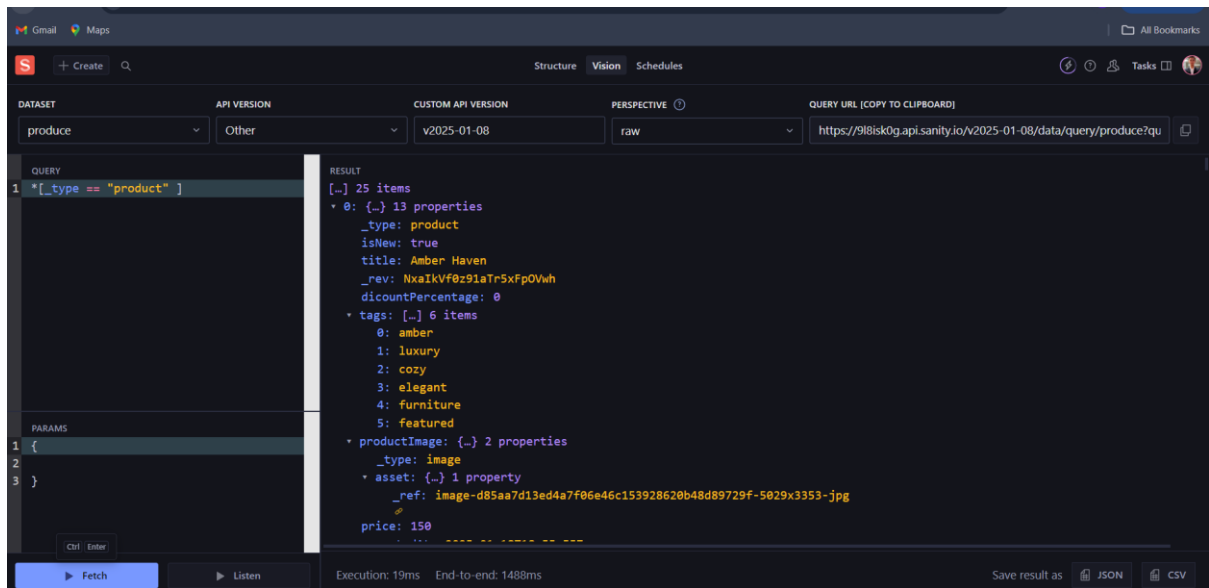 Gmail Maps All Bookmarks
S + Create Structure Vision Schedules Tasks
DATASET API VERSION CUSTOM API VERSION PERSPECTIVE QUERY URL [COPY TO CLIPBOARD]
produce Other v2025-01-08 raw https://9l8isk0g.api.sanity.io/v2025-01-08/data/query/produce?qu
QUERY
1 *[_type == "product" ]
RESULT
[…] 25 items
0: {…} 13 properties
_type: product
isNew: true
title: Amber Haven
_rev: NxaIkVf0z91aTr5xFpOVwh
dicountPercentage: 0
tags: […] 6 items
0: amber
1: luxury
2: cozy
3: elegant
4: furniture
5: featured
productImage: {…} 2 properties
_type: image
asset: {…} 1 property
_ref: image-d85aa7d13ed4a7f06e46c153928620b48d89729f-5029x3353-jpg
price: 150
PARAMS
1 {
2
3 }
Ctrl Enter
Fetch Listen Execution: 19ms End-to-end: 1488ms Save result as JSON CSV